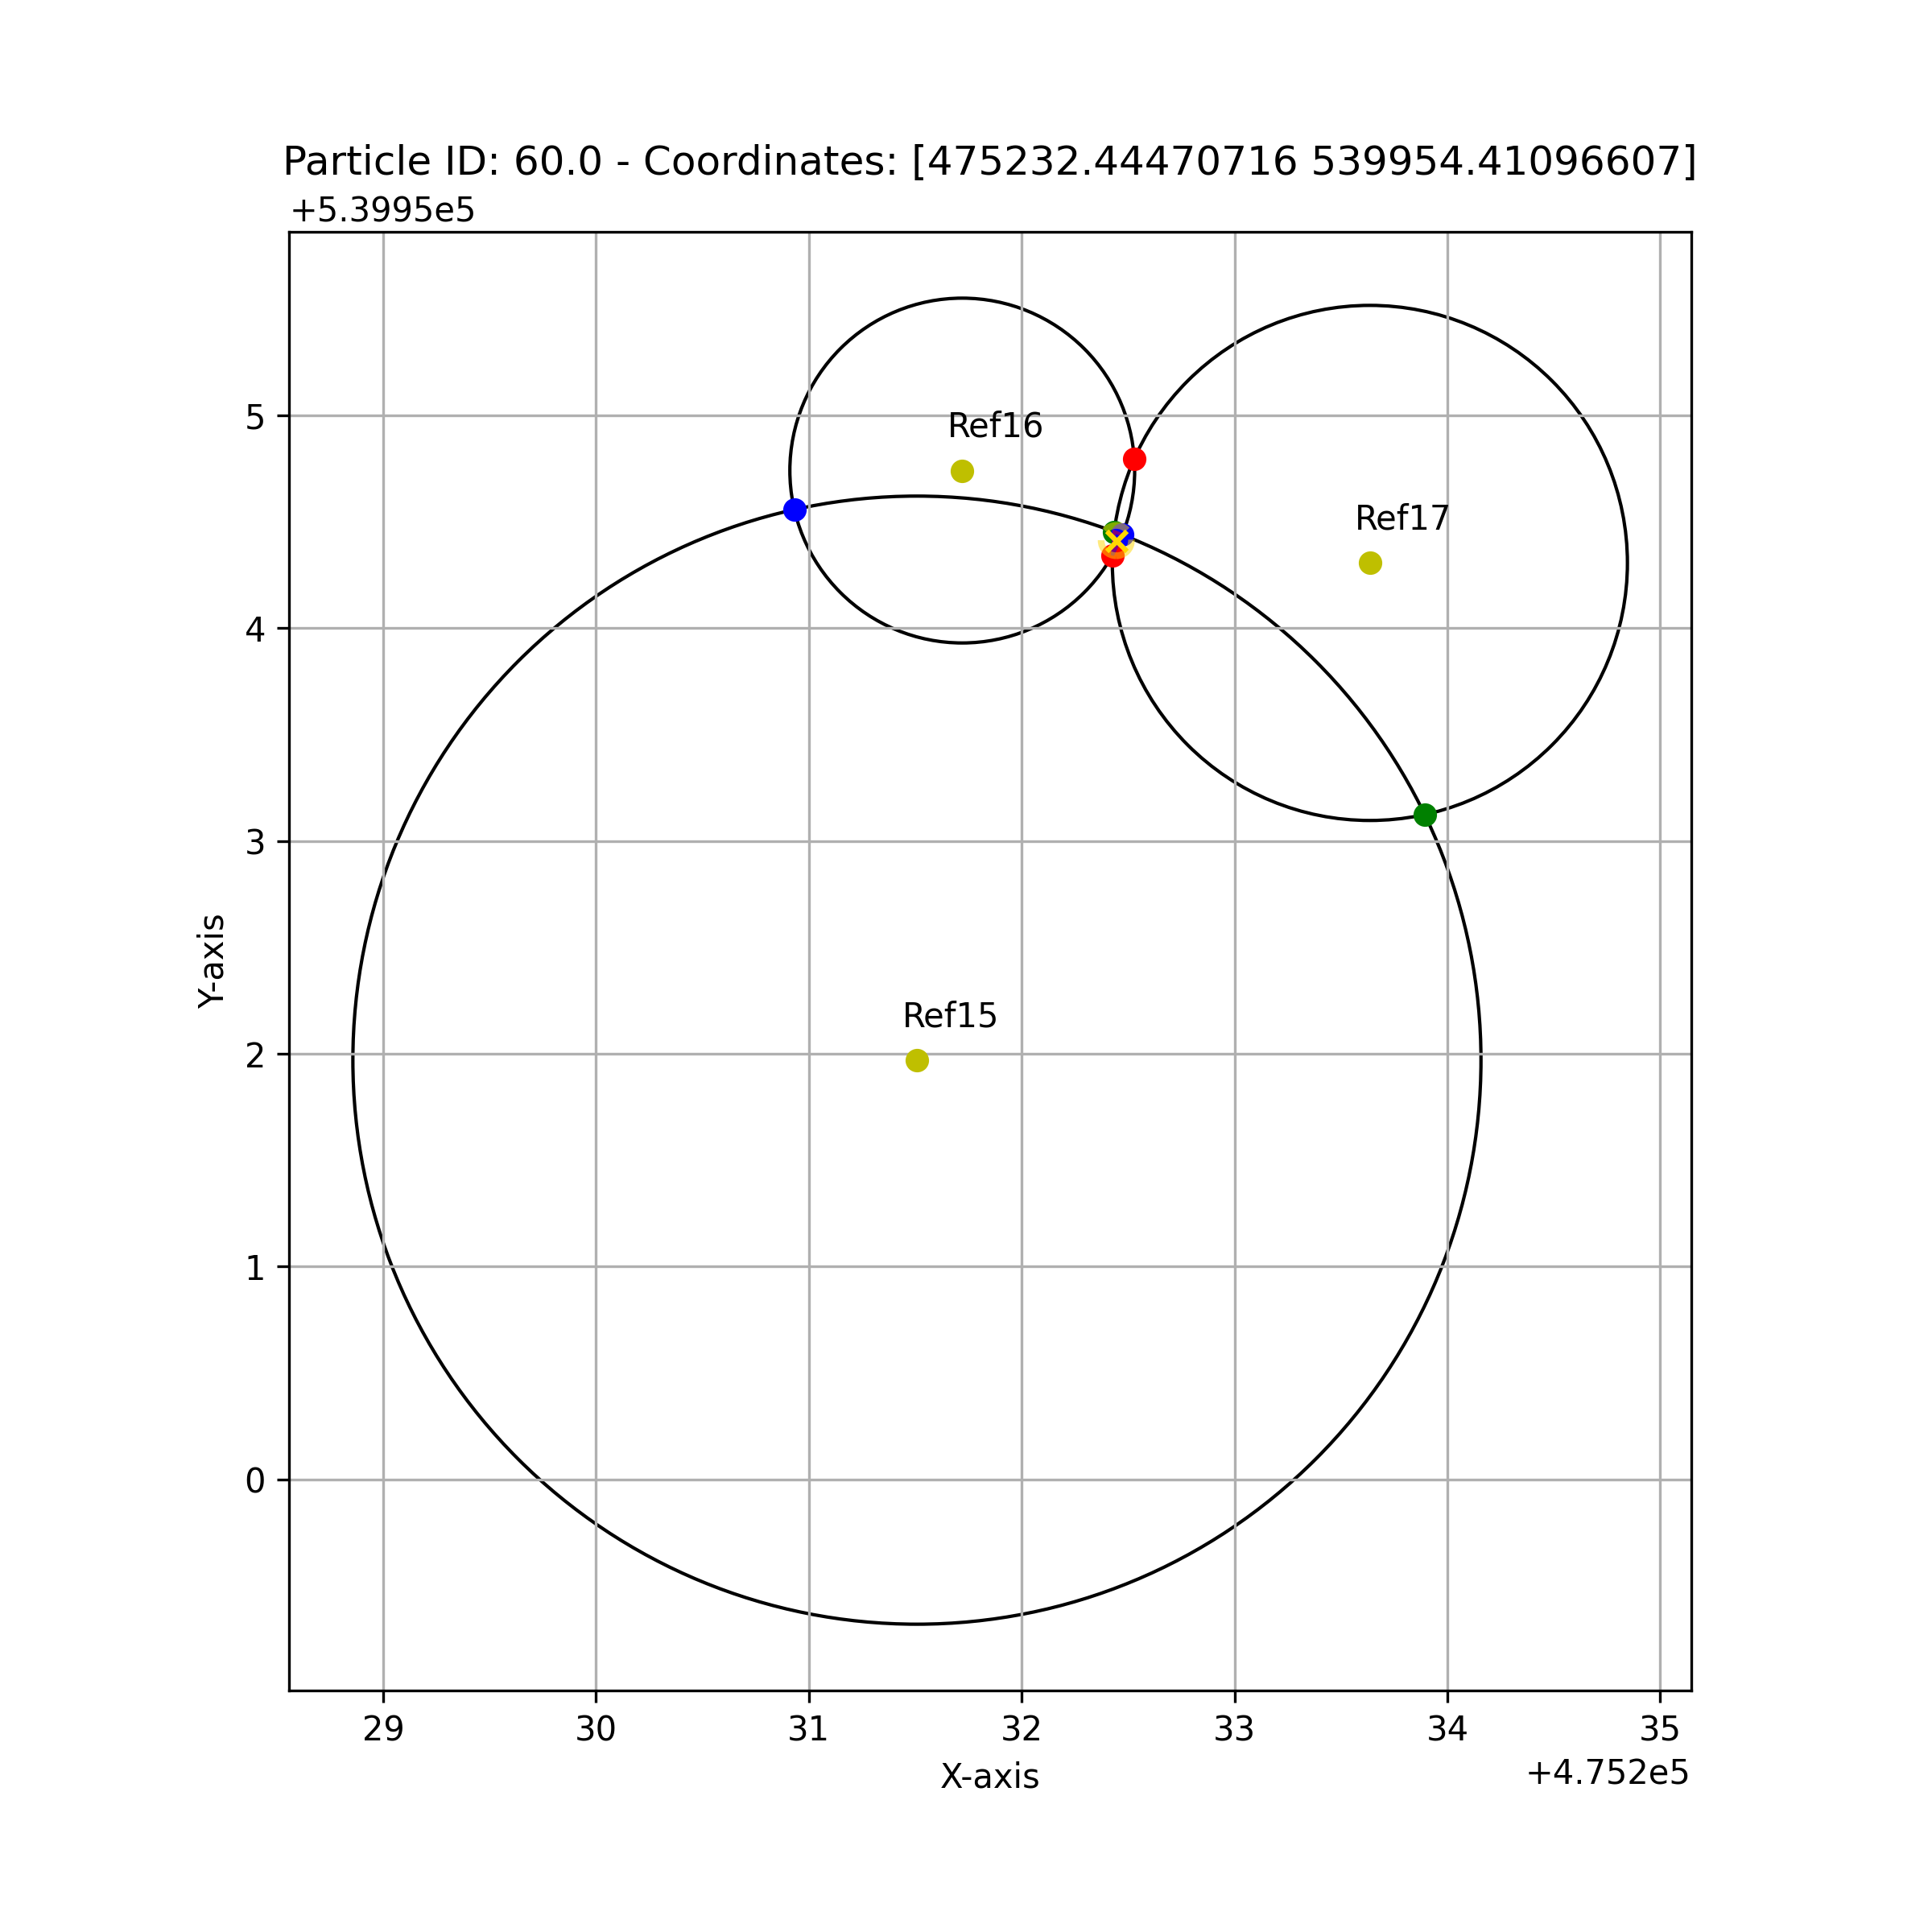 Particle ID: 60.0 - Coordinates: [475232.44470716 539954.41096607]
+5.3995e5
5
4
3
2
1
0
Y-axis
Ref16
Ref17
Ref15
29 30 31 32 33 34 35
X-axis
+4.752e5